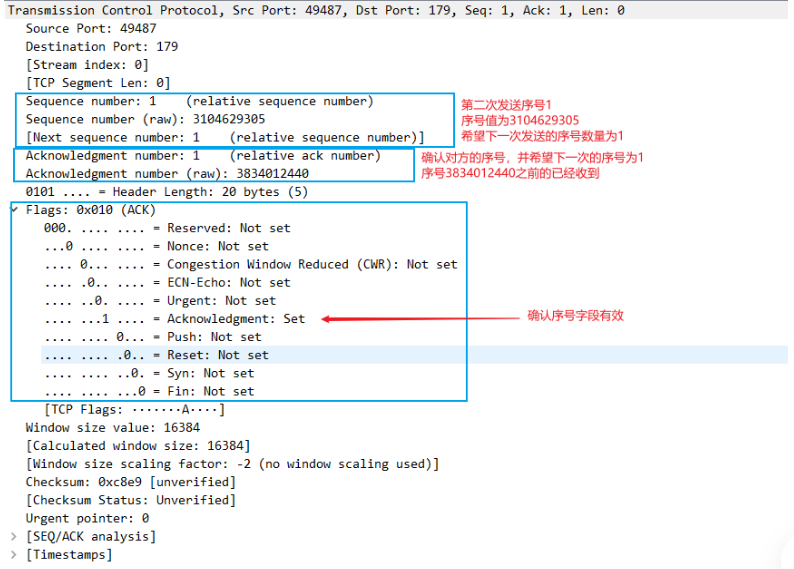 Transmission Control Protocol, Src Port: 49487, Dst Port: 179, Seq: 1, Ack: 1, Len: 0
Source Port: 49487
Destination Port: 179
[Stream index: 0]
[TCP Segment Len: 0]
Sequence number: 1    (relative sequence number)
Sequence number (raw): 3104629305
[Next sequence number: 1    (relative sequence number)]
第二次发送序号1
序号值为3104629305
希望下一次发送的序号数量为1
Acknowledgment number: 1    (relative ack number)
Acknowledgment number (raw): 3834012440
确认对方的序号，并希望下一次的序号为1
序号3834012440之前的已经收到
0101 .... = Header Length: 20 bytes (5)
Flags: 0x010 (ACK)
000. .... .... = Reserved: Not set
...0 .... .... = Nonce: Not set
.... 0... .... = Congestion Window Reduced (CWR): Not set
.... .0.. .... = ECN-Echo: Not set
.... ..0. .... = Urgent: Not set
.... ...1 .... = Acknowledgment: Set
确认序号字段有效
.... .... 0... = Push: Not set
.... .... .0.. = Reset: Not set
.... .... ..0. = Syn: Not set
.... .... ...0 = Fin: Not set
[TCP Flags: ·······A····]
Window size value: 16384
[Calculated window size: 16384]
[Window size scaling factor: -2 (no window scaling used)]
Checksum: 0xc8e9 [unverified]
[Checksum Status: Unverified]
Urgent pointer: 0
[SEQ/ACK analysis]
[Timestamps]